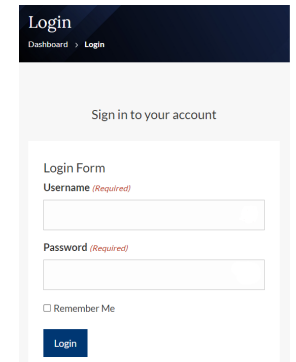 Login
Dashboard > Login
Sign in to your account
Login Form
Username (Required)
Password (Required)
Remember Me
Login